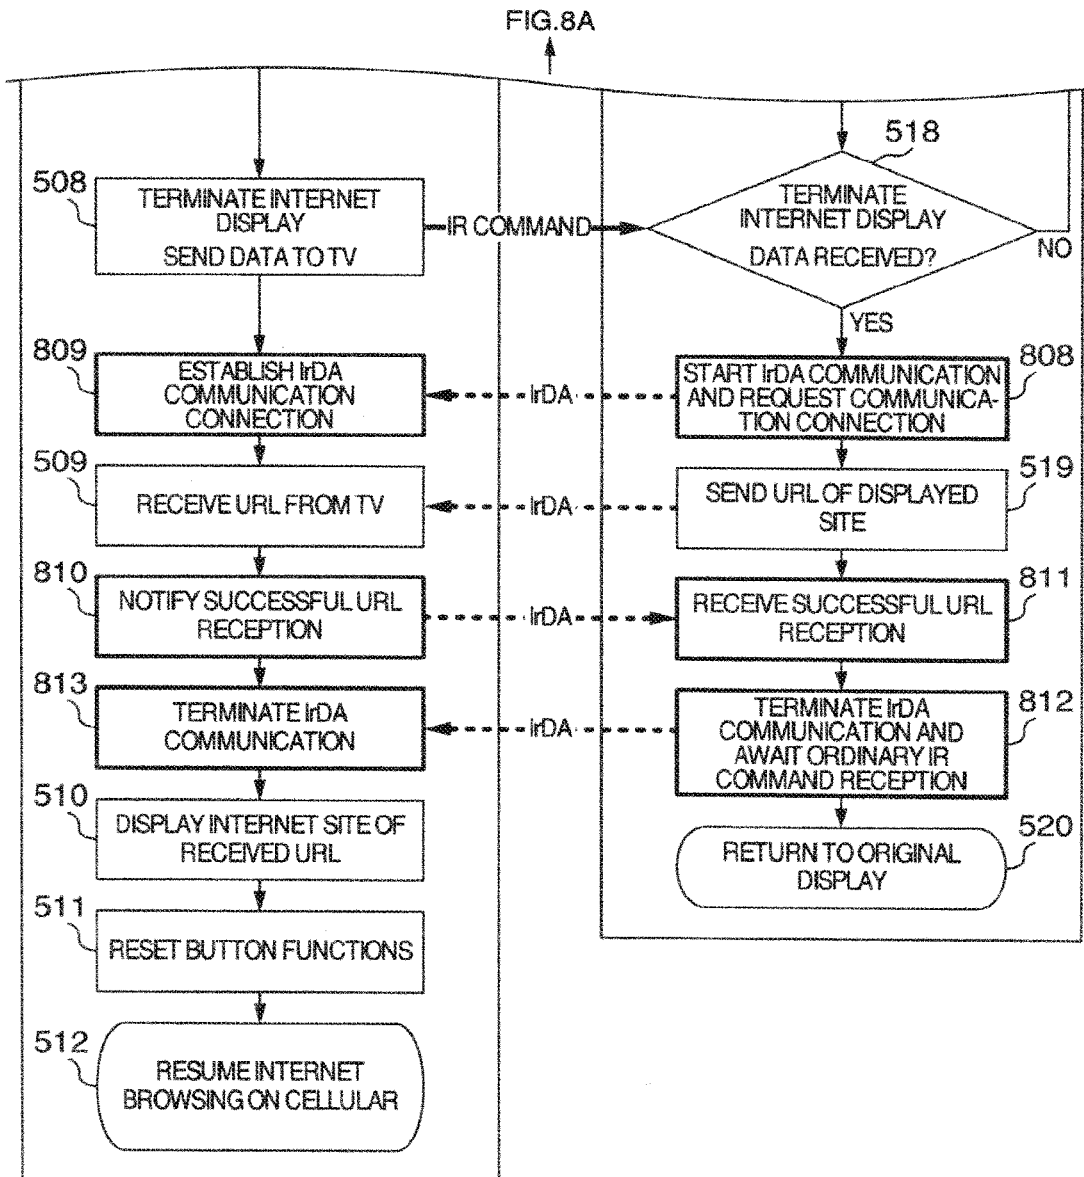 FIG.8A
508
TERMINATE INTERNET
DISPLAY
SEND DATA TO TV
IR COMMAND
518
TERMINATE
INTERNET DISPLAY
DATA RECEIVED?
NO
YES
809
ESTABLISH IrDA
COMMUNICATION
CONNECTION
IrDA
808
START IrDA COMMUNICATION
AND REQUEST COMMUNICA-
TION CONNECTION
509
RECEIVE URL FROM TV
IrDA
519
SEND URL OF DISPLAYED
SITE
810
NOTIFY SUCCESSFUL URL
RECEPTION
IrDA
811
RECEIVE SUCCESSFUL URL
RECEPTION
813
TERMINATE IrDA
COMMUNICATION
IrDA
812
TERMINATE IrDA
COMMUNICATION AND
AWAIT ORDINARY IR
COMMAND RECEPTION
510
DISPLAY INTERNET SITE OF
RECEIVED URL
520
RETURN TO ORIGINAL
DISPLAY
511
RESET BUTTON FUNCTIONS
512
RESUME INTERNET
BROWSING ON CELLULAR